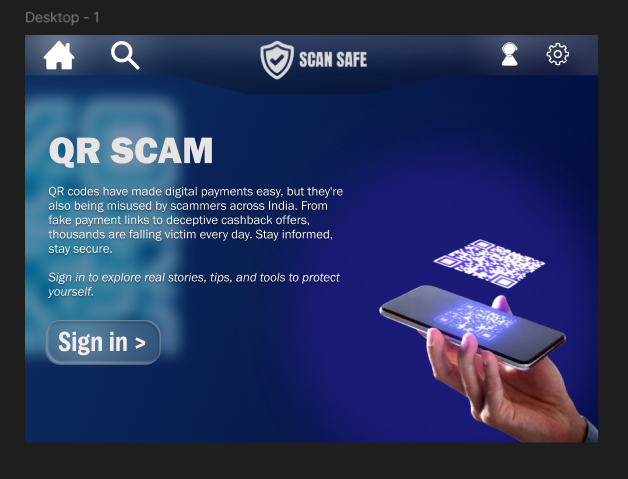 Desktop - 1
SCAN SAFE
QR SCAM
QR codes have made digital payments easy, but they're
also being misused by scammers across India. From
fake payment links to deceptive cashback offers,
thousands are falling victim every day. Stay informed,
stay secure.
Sign in to explore real stories, tips, and tools to protect
yourself.
Sign in >